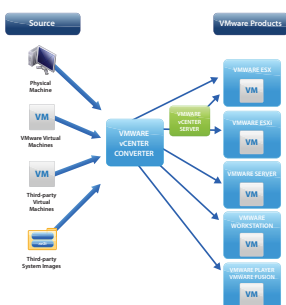 Source
VMware Products
Physical
Machine
VM
VMware Virtual
Machines
VM
Third-party
Virtual
Machines
Third-party
System Images
VMWARE
vCENTER
CONVERTER
VMWARE
vCENTER
SERVER
VMWARE ESX
VM
VMWARE ESXi
VM
VMWARE SERVER
VM
VMWARE
WORKSTATION
VM
VMWARE PLAYER
VMWARE FUSION
VM